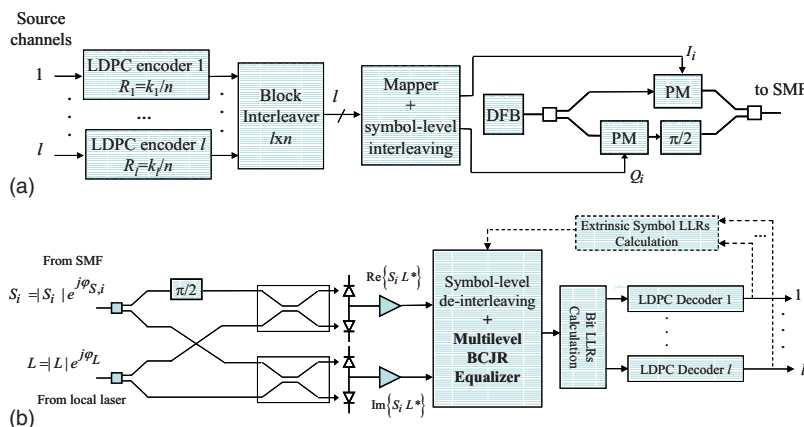 Source
channels
1
l
LDPC encoder 1
R₁=k₁/n
...
LDPC encoder l
Rₗ=kₗ/n
Block
Interleaver
l×n
l
Mapper
+
symbol-level
interleaving
Iᵢ
DFB
PM
to SMF
PM
π/2
Qᵢ
(a)
From SMF
Sᵢ =|Sᵢ | e^{jφ_{S,i}}
π/2
L =|L| e^{jφ_L}
From local laser
Re{Sᵢ L*}
Im{Sᵢ L*}
Extrinsic Symbol LLRs
Calculation
...
Symbol-level
de-interleaving
+
Multilevel
BCJR
Equalizer
Bit LLRs
Calculation
LDPC Decoder 1
1
LDPC Decoder l
l
(b)